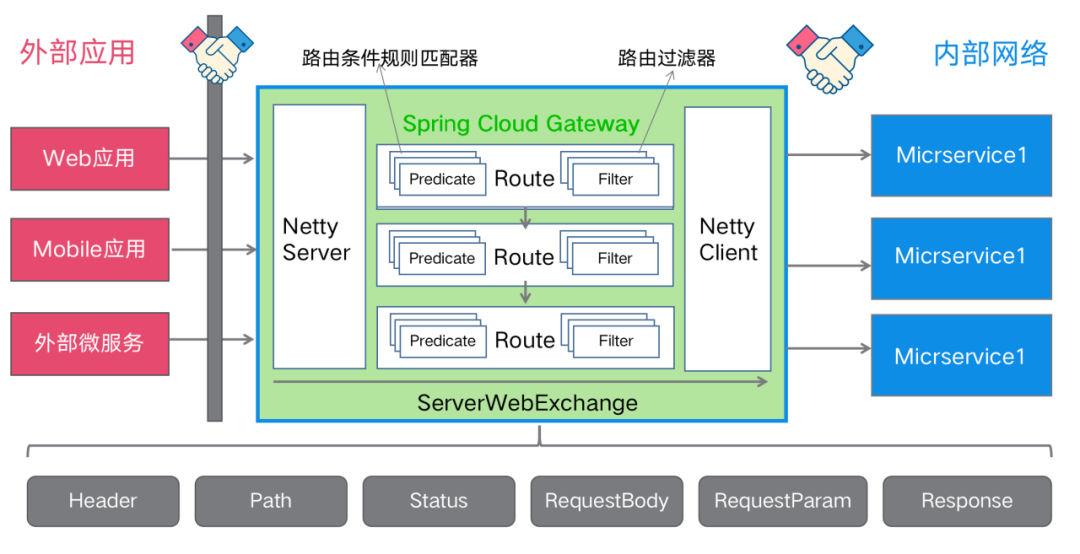 外部应用
路由条件规则匹配器
路由过滤器
内部网络
Spring Cloud Gateway
Web应用
Mobile应用
外部微服务
Netty
Server
Predicate
Route
Filter
Predicate
Route
Filter
Predicate
Route
Filter
Netty
Client
ServerWebExchange
Micrservice1
Micrservice1
Micrservice1
Header
Path
Status
RequestBody
RequestParam
Response